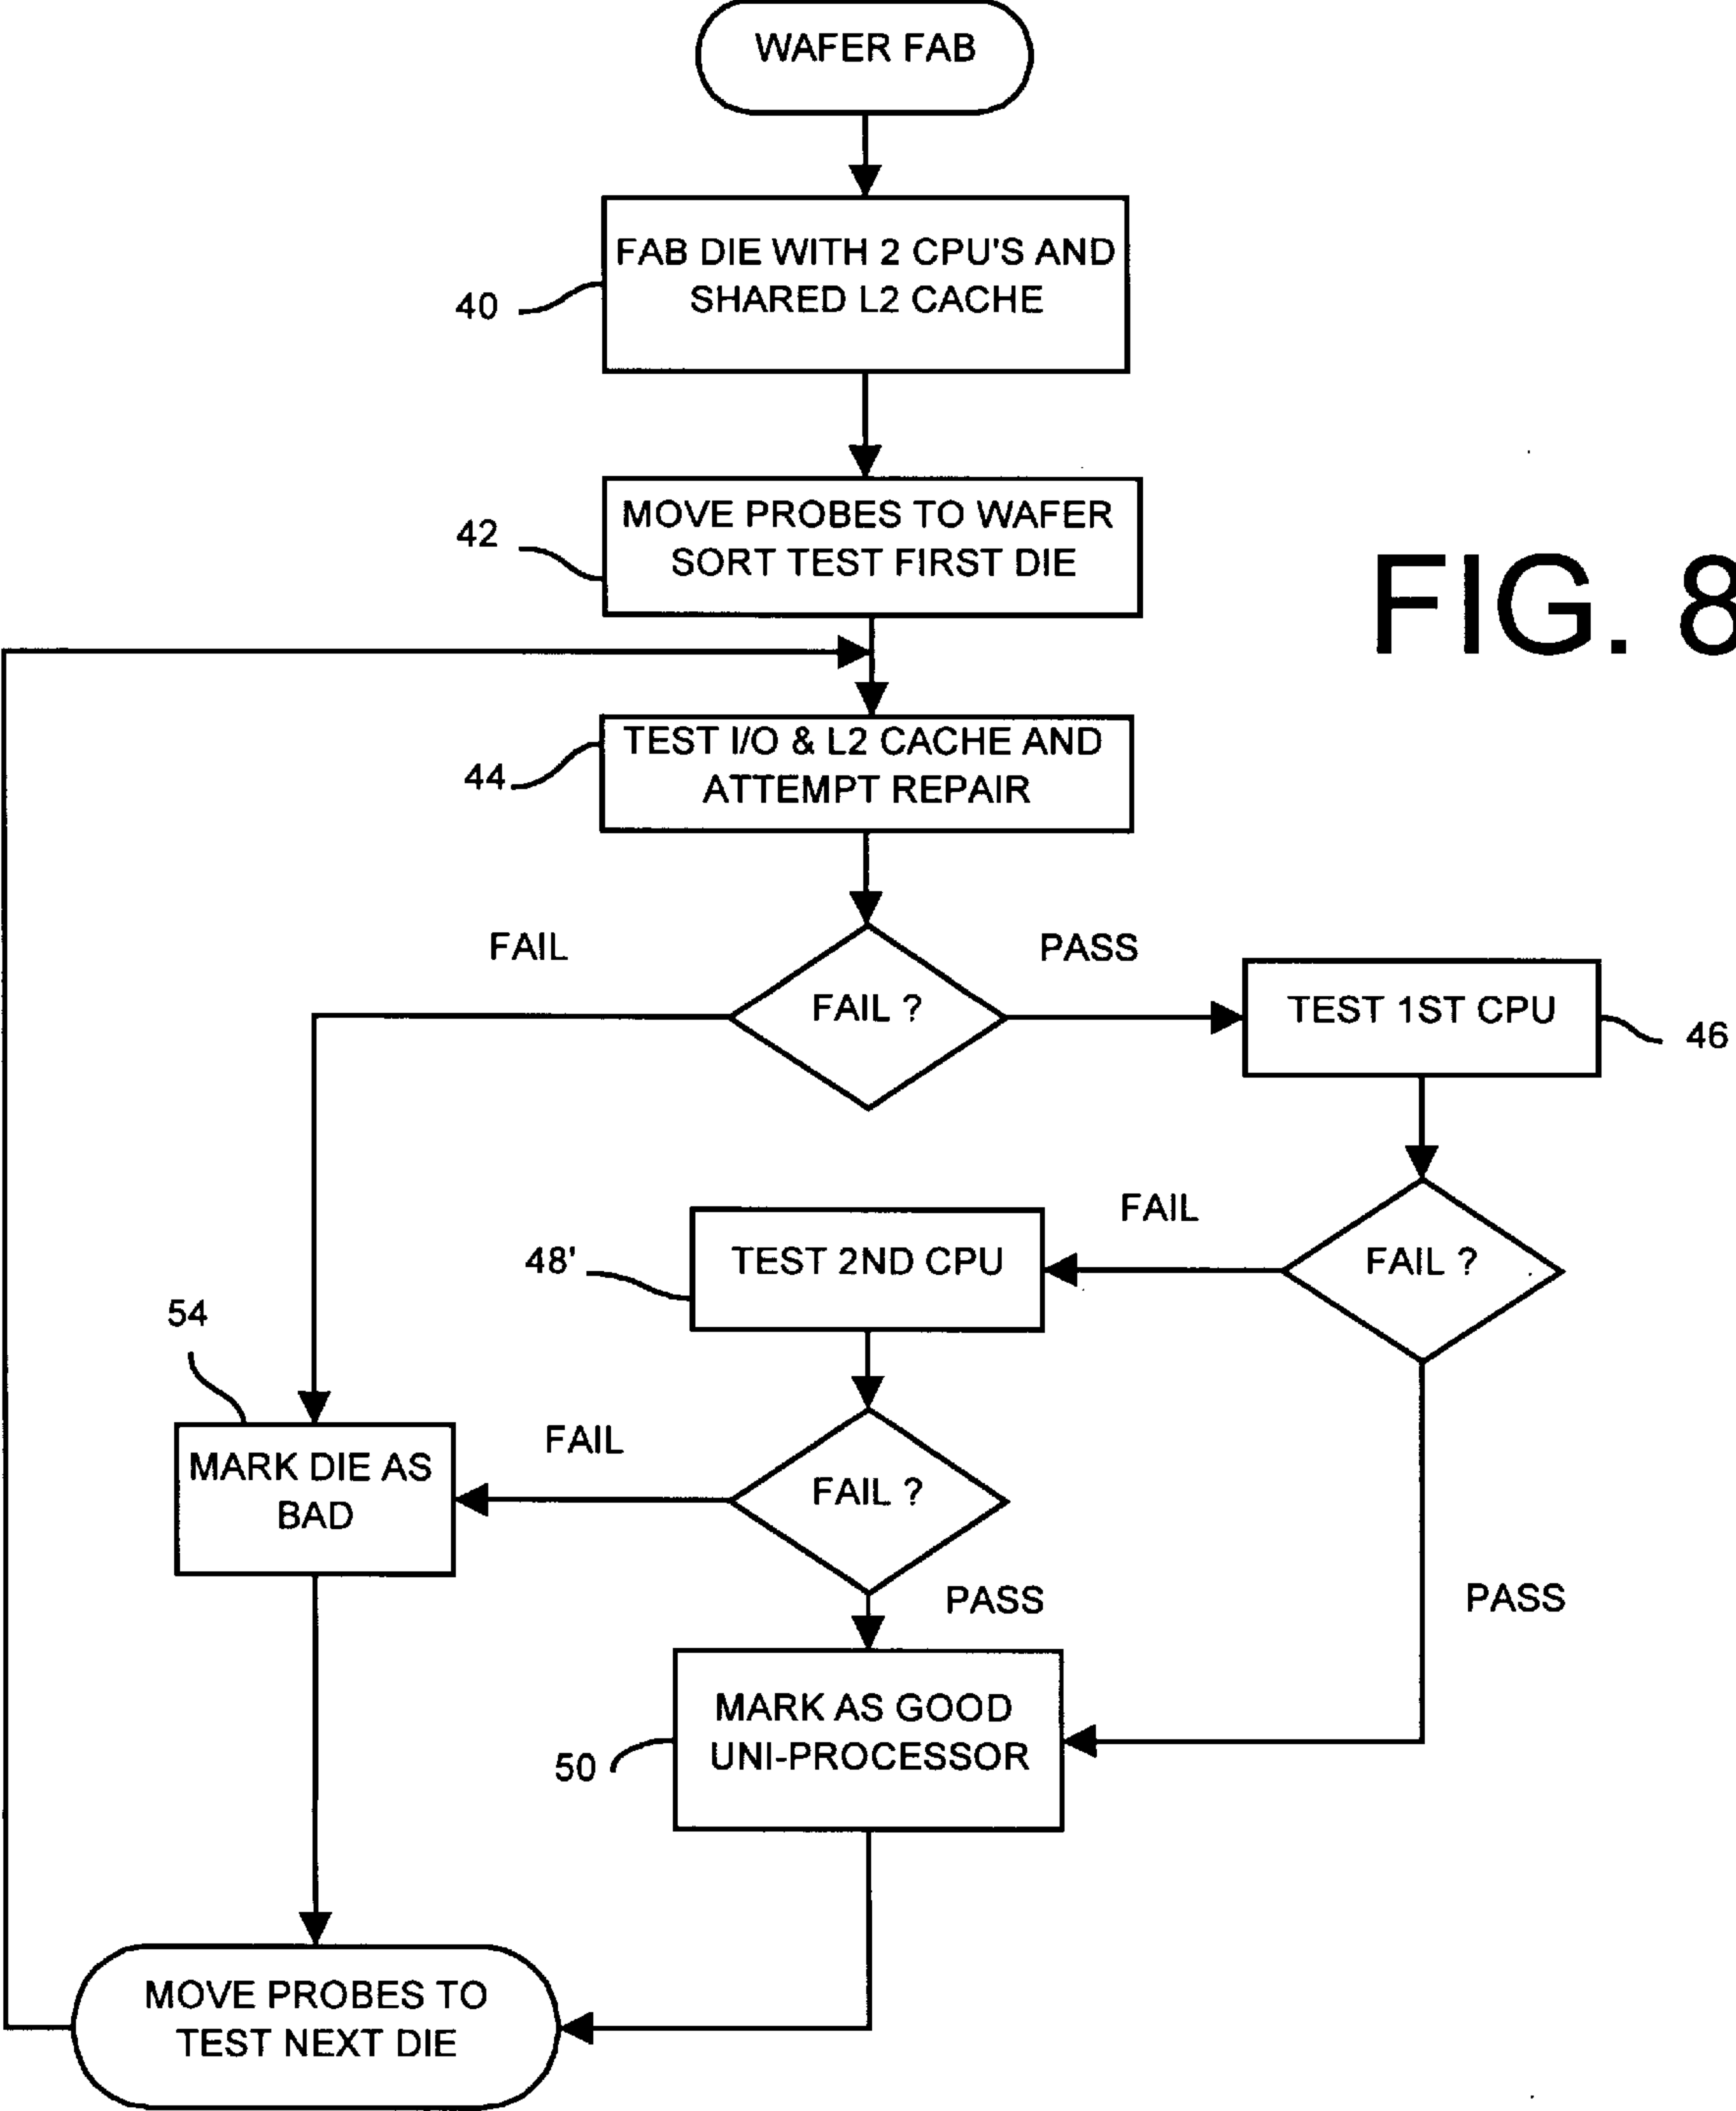 WAFER FAB
FAB DIE WITH 2 CPU'S AND
SHARED L2 CACHE
40
MOVE PROBES TO WAFER
SORT TEST FIRST DIE
42
FIG. 8
TEST I/O & L2 CACHE AND
ATTEMPT REPAIR
44
FAIL
PASS
FAIL ?
TEST 1ST CPU
46
FAIL
TEST 2ND CPU
48'
FAIL ?
54
MARK DIE AS
BAD
FAIL
FAIL ?
PASS
PASS
MARK AS GOOD
UNI-PROCESSOR
50
MOVE PROBES TO
TEST NEXT DIE